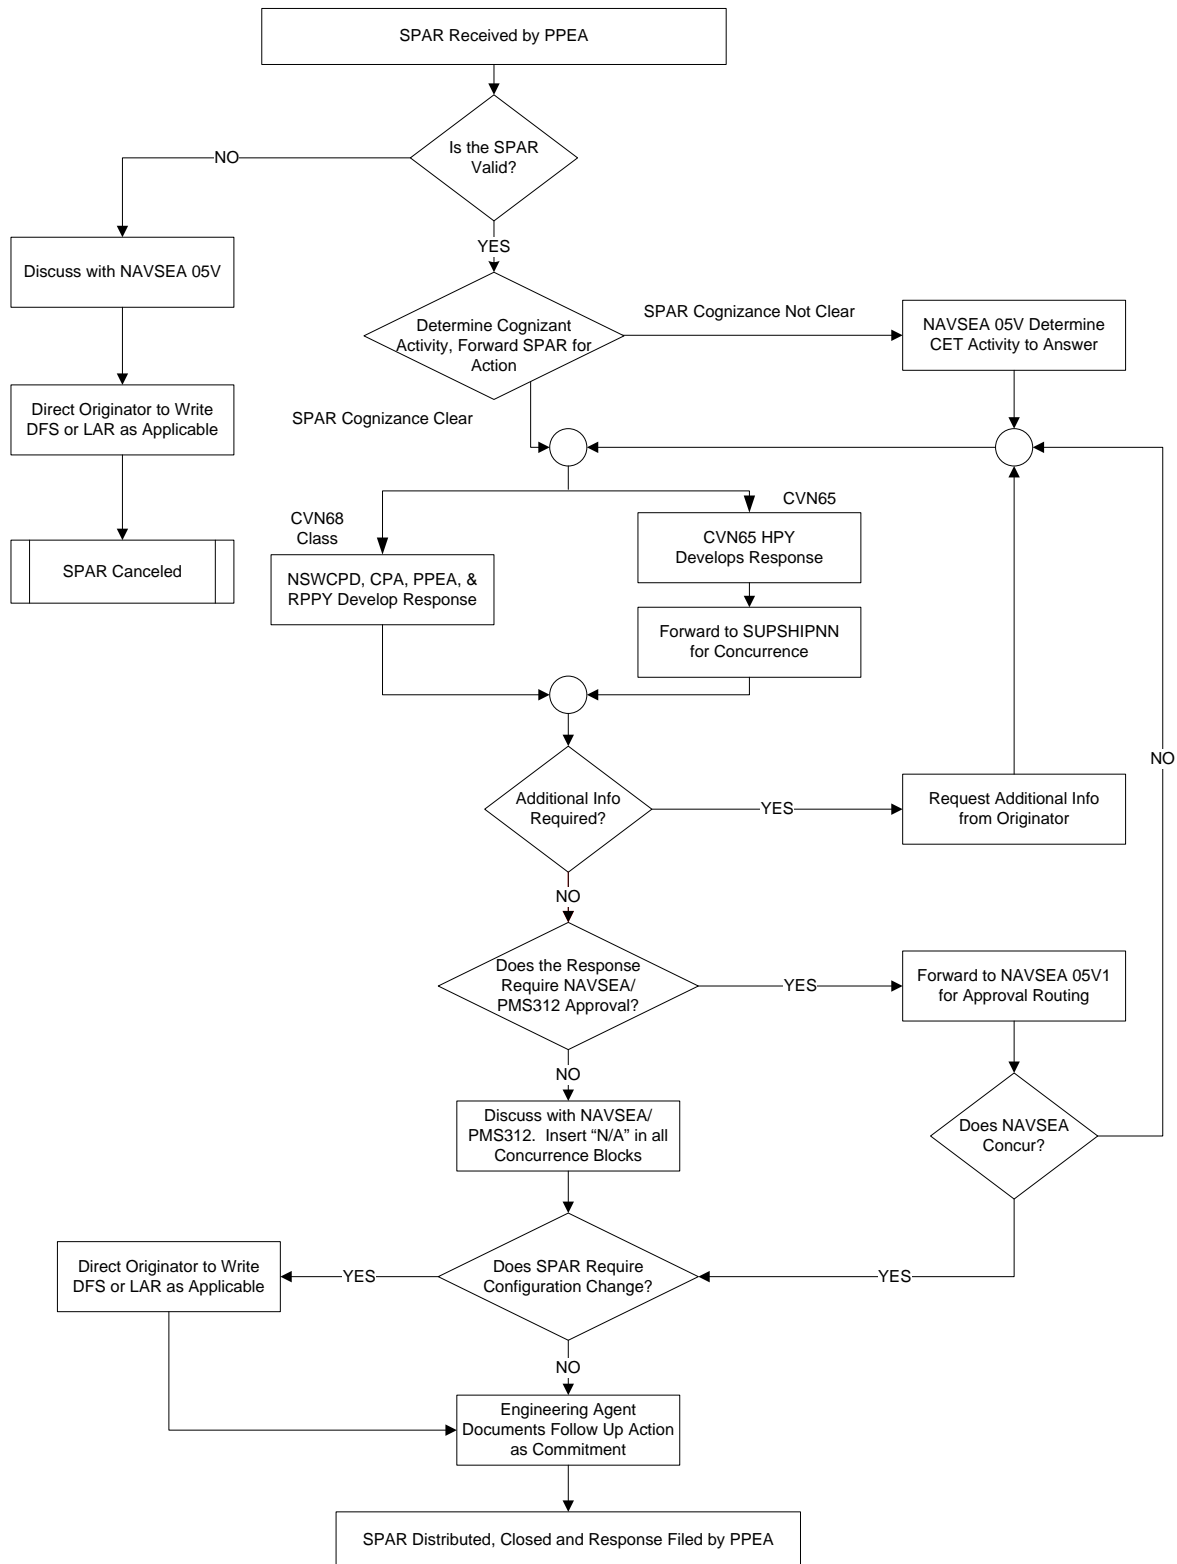 SPAR Received by PPEA
Is the SPAR
Valid?
NO
YES
Discuss with NAVSEA 05V
Determine Cognizant
Activity, Forward SPAR for
Action
SPAR Cognizance Not Clear
NAVSEA 05V Determine
CET Activity to Answer
Direct Originator to Write
DFS or LAR as Applicable
SPAR Cognizance Clear
SPAR Canceled
CVN68
Class
CVN65
NSWCPD, CPA, PPEA, &
RPPY Develop Response
CVN65 HPY
Develops Response
Forward to SUPSHIPNN
for Concurrence
NO
Additional Info
Required?
YES
Request Additional Info
from Originator
NO
Does the Response
Require NAVSEA/
PMS312 Approval?
YES
Forward to NAVSEA 05V1
for Approval Routing
NO
Discuss with NAVSEA/
PMS312. Insert “N/A” in all
Concurrence Blocks
Does NAVSEA
Concur?
Direct Originator to Write
DFS or LAR as Applicable
YES
Does SPAR Require
Configuration Change?
YES
NO
Engineering Agent
Documents Follow Up Action
as Commitment
SPAR Distributed, Closed and Response Filed by PPEA